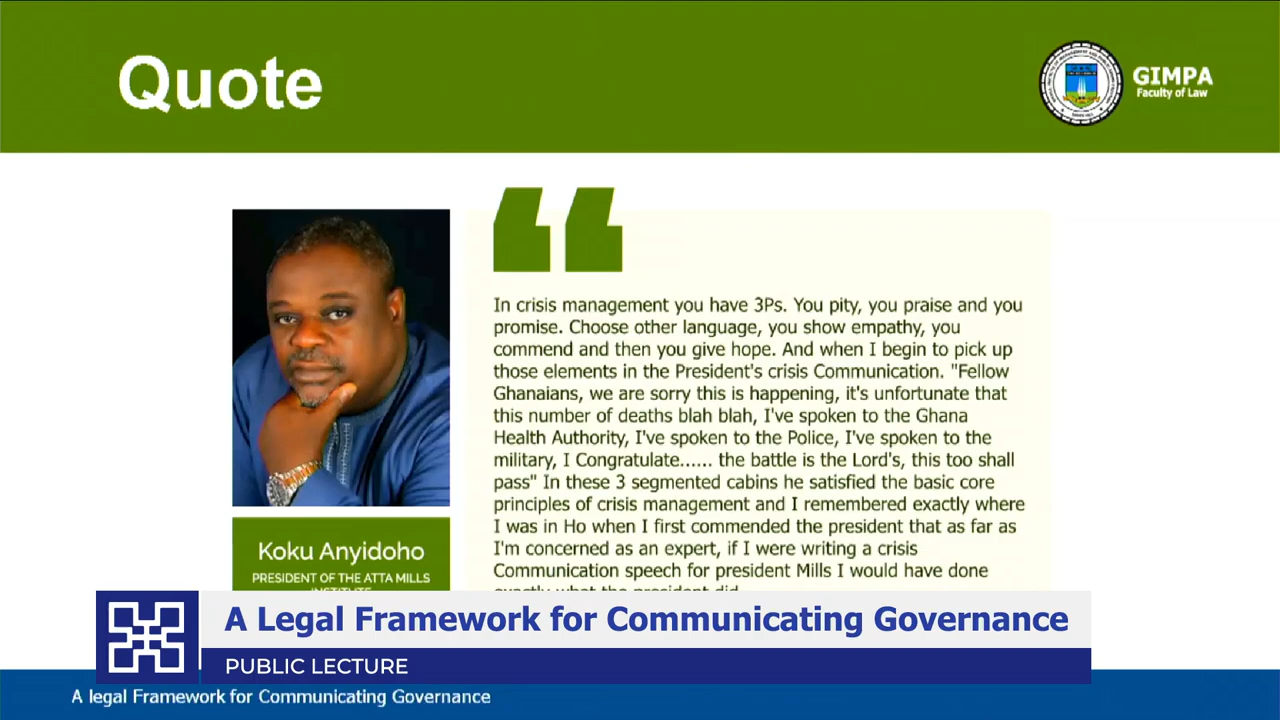 Quote
GIMPA
Faculty of Law
In crisis management you have 3Ps. You pity, you praise and you
promise. Choose other language, you show empathy, you
commend and then you give hope. And when I begin to pick up
those elements in the President's crisis Communication. "Fellow
Ghanaians, we are sorry this is happening, it's unfortunate that
this number of deaths blah blah, I've spoken to the Ghana
Health Authority, I've spoken to the Police, I've spoken to the
military, I Congratulate...... the battle is the Lord's, this too shall
pass" In these 3 segmented cabins he satisfied the basic core
principles of crisis management and I remembered exactly where
I was in Ho when I first commended the president that as far as
I'm concerned as an expert, if I were writing a crisis
Communication speech for president Mills I would have done
exactly what the president did
Koku Anyidoho
PRESIDENT OF THE ATTA MILLS
INSTITUTE
A Legal Framework for Communicating Governance
PUBLIC LECTURE
A legal Framework for Communicating Governance